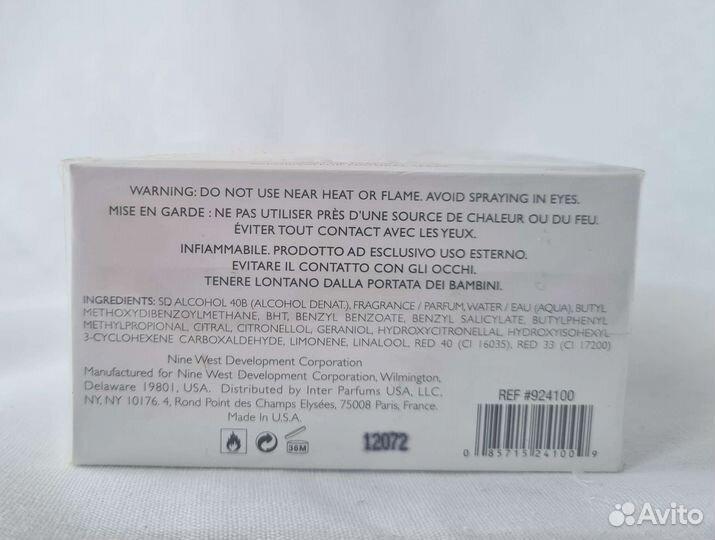 WARNING: DO NOT USE NEAR HEAT OR FLAME. AVOID SPRAYING IN EYES.
MISE EN GARDE : NE PAS UTILISER PRÈS D'UNE SOURCE DE CHALEUR OU DU FEU.
ÉVITER TOUT CONTACT AVEC LES YEUX.
INFIAMMABILE. PRODOTTO AD ESCLUSIVO USO ESTERNO.
EVITARE IL CONTATTO CON GLI OCCHI.
TENERE LONTANO DALLA PORTATA DEI BAMBINI.
INGREDIENTS: SD ALCOHOL 40B (ALCOHOL DENAT.), FRAGRANCE / PARFUM, WATER / EAU (AQUA), BUTYL
METHOXYDIBENZOYLMETHANE, BHT, BENZYL BENZOATE, BENZYL SALICYLATE, BUTYLPHENYL
METHYLPROPIONAL, CITRAL, CITRONELLOL, GERANIOL, HYDROXYCITRONELLAL, HYDROXYISOHEXYL
3-CYCLOHEXENE CARBOXALDEHYDE, LIMONENE, LINALOOL, RED 40 (CI 16035), RED 33 (CI 17200)
Nine West Development Corporation
Manufactured for Nine West Development Corporation, Wilmington,
Delaware 19801, USA. Distributed by Inter Parfums USA, LLC,
NY, NY 10176. 4, Rond Point des Champs Elysées, 75008 Paris, France.
Made in U.S.A.
REF #924100
36M
12072
0 85715 24100 9
Avito